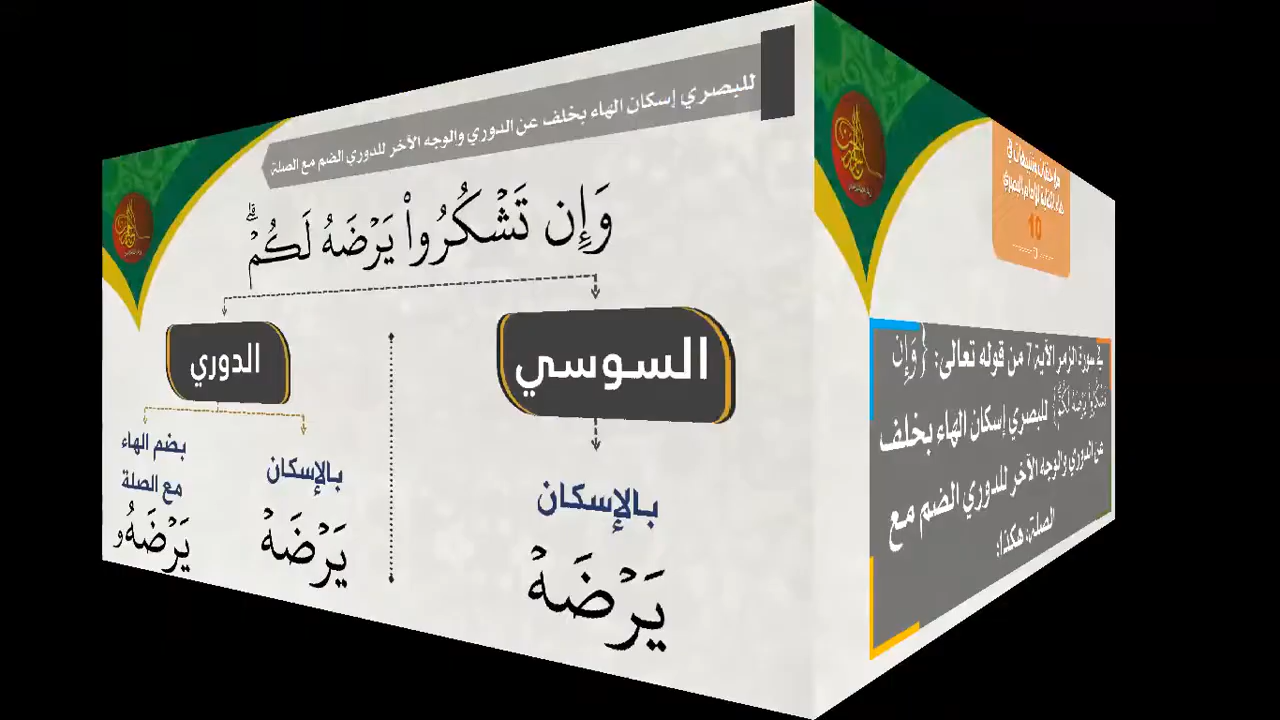 للبصري إسكان الهاء بخلف عن الدوري والوجه الآخر للدوري الضم مع الصلة
وَإِن تَشْكُرُوا۟ يَرْضَهُ لَكُمْ ۗ
السوسي
بالإسكان
يَرْضَهْ
الدوري
بالإسكان
يَرْضَهْ
بضم الهاء
مع الصلة
يَرْضَهُۥ
10
في سورة الزمر الآية 7 من قوله تعالى: {وَإِن
تَشْكُرُوا۟ يَرْضَهُ لَكُمْ} للبصري إسكان الهاء بخلف
عن الدوري والوجه الآخر للدوري الضم مع
الصلة، هكذا: